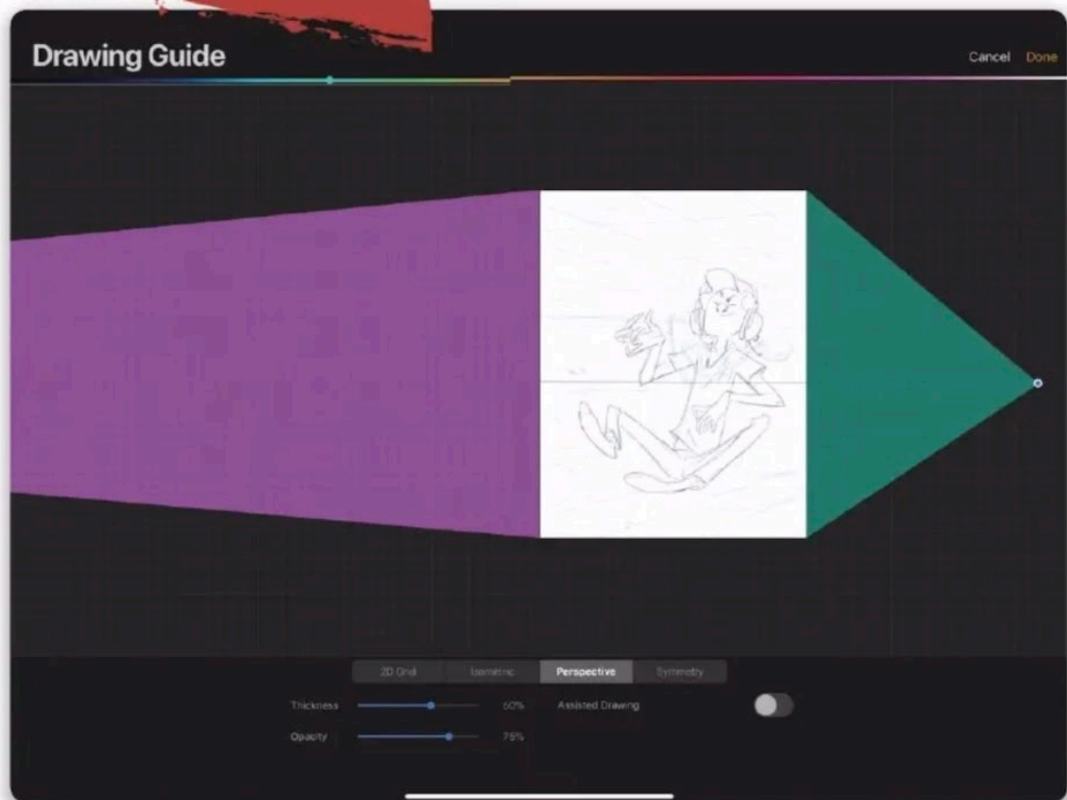 Drawing Guide
Cancel Done
2D Grid Isometric Perspective Symmetry
Thickness 60% Assisted Drawing
Opacity 75%